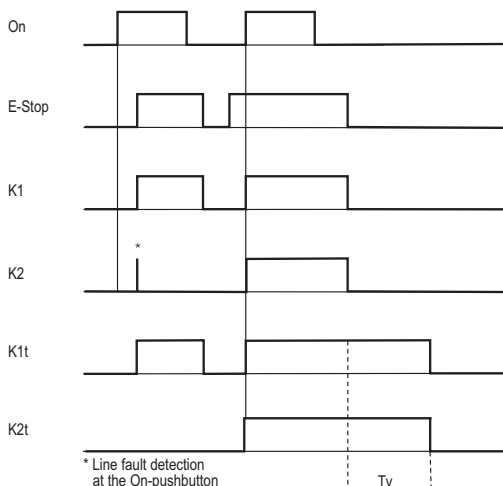 On
E-Stop
K1
*
K2
K1t
K2t
* Line fault detection
at the On-pushbutton
Tv